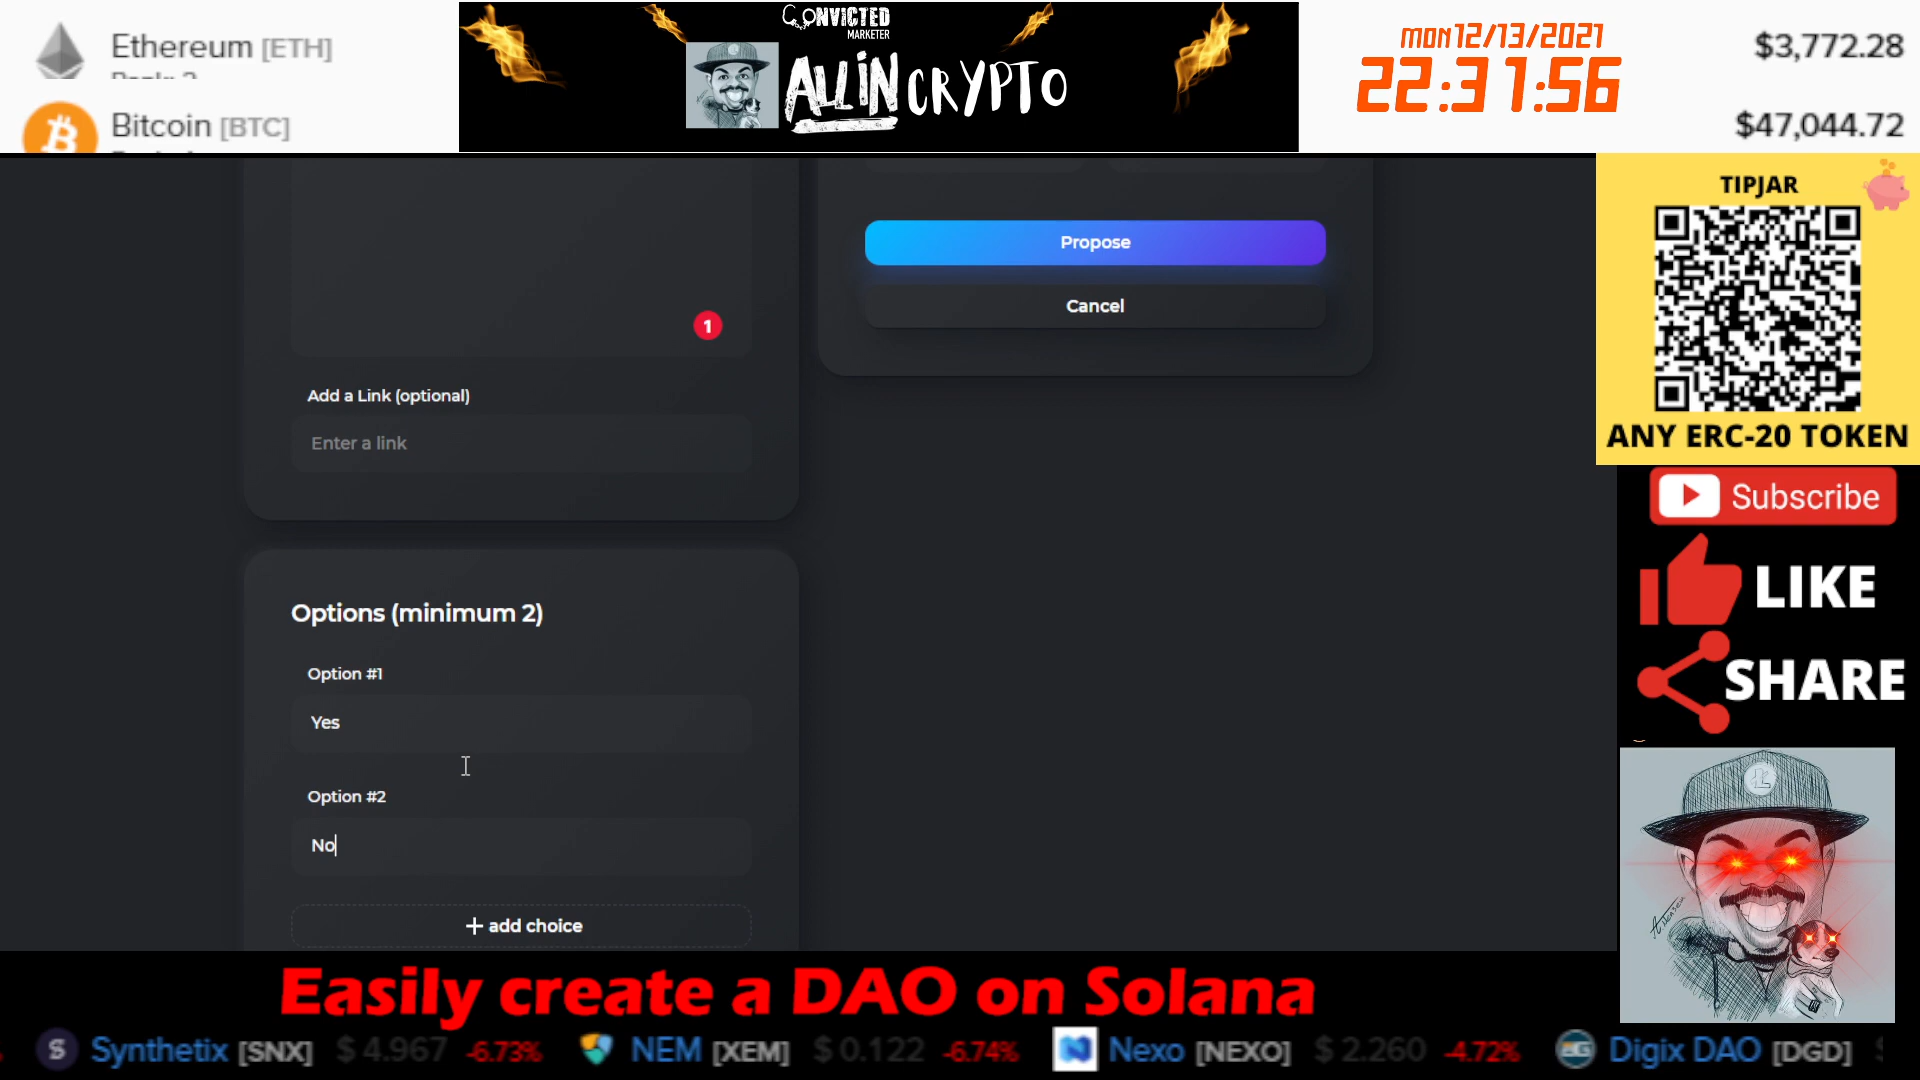 Ethereum [ETH]
Bitcoin [BTC]
CONVICTED
MARKETER
ALL iN CRYPTO
MON 12/13/2021
22:31:56
$3,772.28
$47,044.72
TIPJAR
ANY ERC-20 TOKEN
Subscribe
LIKE
SHARE
Propose
Cancel
1
Add a Link (optional)
Enter a link
Options (minimum 2)
Option #1
Yes
Option #2
No
+ add choice
Easily create a DAO on Solana
Synthetix [SNX] $ 4.967 -6.73% NEM [XEM] $ 0.122 -6.74% Nexo [NEXO] $ 2.260 -4.72% Digix DAO [DGD]